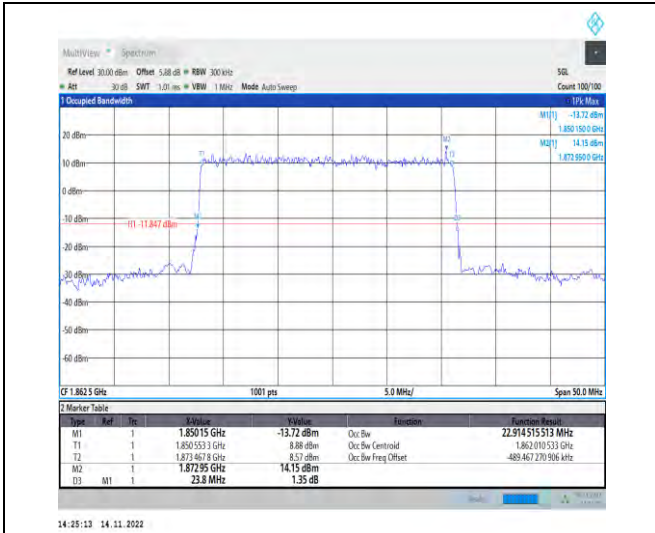 MultiView Spectrum
Ref Level 30.00 dBm Offset 5.88 dB RBW 300 kHz SGL
Att 30 dB SWT 1.01 ms VBW 1 MHz Mode Auto Sweep Count 100/100
1 Occupied Bandwidth 1Pk Max
M1[1] -13.72 dBm
1.850 150 0 GHz
M2[1] 14.15 dBm
1.872 950 0 GHz
M2
20 dBm
T1
T2
10 dBm
0 dBm
-10 dBm
M1
D3
H1 -11.847 dBm
-20 dBm
-30 dBm
-40 dBm
-50 dBm
-60 dBm
CF 1.862 5 GHz 1001 pts 5.0 MHz/ Span 50.0 MHz
2 Marker Table
Type Ref Trc X-Value Y-Value Function Function Result
M1 1 1.85015 GHz -13.72 dBm Occ Bw 22.914 515 513 MHz
T1 1 1.850 553 3 GHz 8.88 dBm Occ Bw Centroid 1.862 010 533 GHz
T2 1 1.873 467 8 GHz 8.57 dBm Occ Bw Freq Offset -489.467 270 906 kHz
M2 1 1.87295 GHz 14.15 dBm
D3 M1 1 23.8 MHz 1.35 dB
14:25:13 14.11.2022